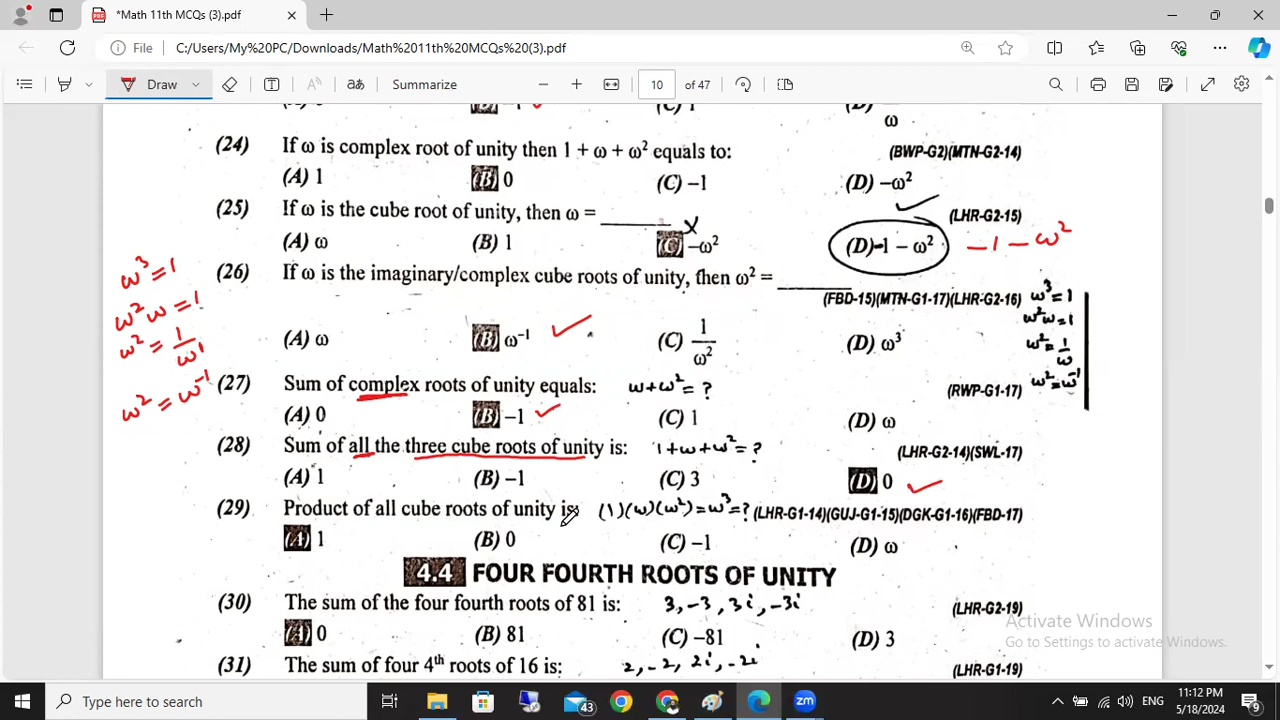 *Math 11th MCQs (3).pdf
File C:/Users/My%20PC/Downloads/Math%2011th%20MCQs%20(3).pdf
Draw Summarize 10 of 47
ω
(24) If ω is complex root of unity then 1 + ω + ω² equals to: (BWP-G2)(MTN-G2-14)
(A) 1 (B) 0 (C) −1 (D) −ω²
(25) If ω is the cube root of unity, then ω = ______ (LHR-G2-15)
(A) ω (B) 1 (C) −ω² (D) -1 − ω² −1 − ω²
(26) If ω is the imaginary/complex cube roots of unity, then ω² = ______
(FBD-15)(MTN-G1-17)(LHR-G2-16)
ω³ = 1
ω²ω = 1
ω² = 1/ω¹
ω² = ω⁻¹
ω³ = 1
ω²ω = 1
ω² = 1/ω
ω² = ω⁻¹
(A) ω (B) ω⁻¹ (C) 1/ω² (D) ω³
(27) Sum of complex roots of unity equals: ω + ω² = ? (RWP-G1-17)
(A) 0 (B) −1 (C) 1 (D) ω
(28) Sum of all the three cube roots of unity is: 1 + ω + ω² = ? (LHR-G2-14)(SWL-17)
(A) 1 (B) −1 (C) 3 (D) 0
(29) Product of all cube roots of unity is: (1)(ω)(ω²) = ω³ = ? (LHR-G1-14)(GUJ-G1-15)(DGK-G1-16)(FBD-17)
(A) 1 (B) 0 (C) −1 (D) ω
4.4 FOUR FOURTH ROOTS OF UNITY
(30) The sum of the four fourth roots of 81 is: 3, −3, 3i, −3i (LHR-G2-19)
(A) 0 (B) 81 (C) −81 (D) 3
(31) The sum of four 4th roots of 16 is: 2, −2, 2i, −2i (LHR-G1-19)
Activate Windows
Go to Settings to activate Windows.
Type here to search 43 zm ENG 11:12 PM 5/18/2024 9